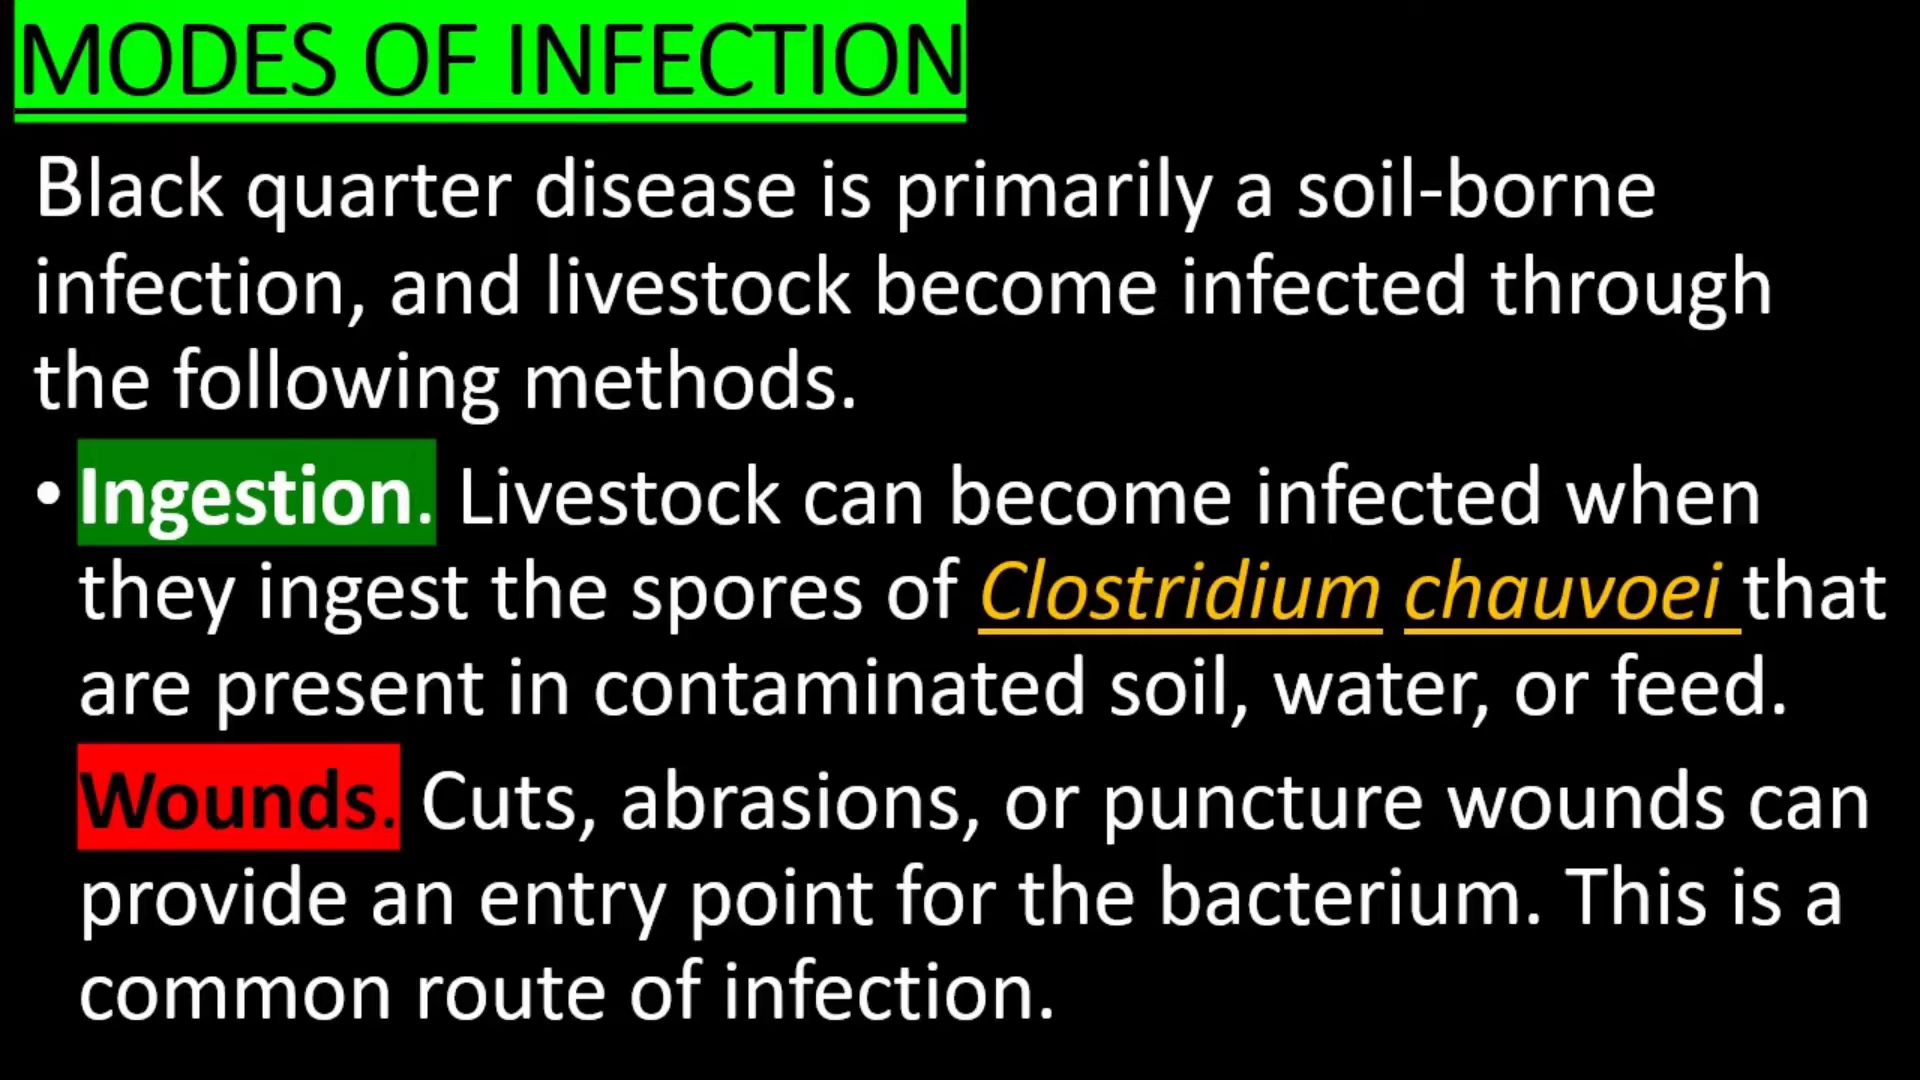 MODES OF INFECTION
Black quarter disease is primarily a soil-borne
infection, and livestock become infected through
the following methods.
• Ingestion. Livestock can become infected when
they ingest the spores of Clostridium chauvoei that
are present in contaminated soil, water, or feed.
Wounds. Cuts, abrasions, or puncture wounds can
provide an entry point for the bacterium. This is a
common route of infection.